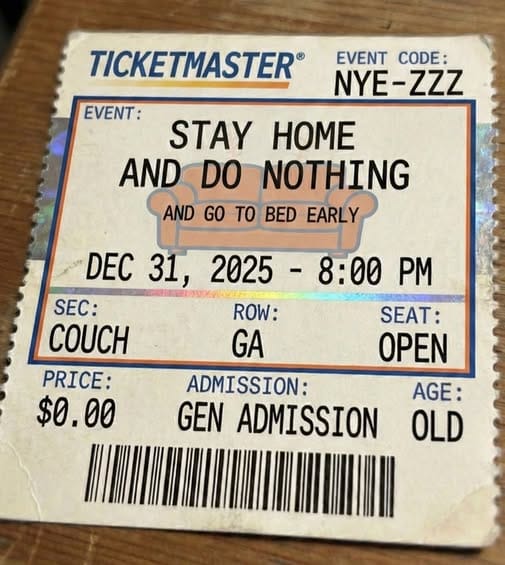 TICKETMASTER®
EVENT CODE:
NYE-ZZZ
EVENT:
STAY HOME
AND DO NOTHING
AND GO TO BED EARLY
DEC 31, 2025 - 8:00 PM
SEC: ROW: SEAT:
COUCH GA OPEN
PRICE: ADMISSION: AGE:
$0.00 GEN ADMISSION OLD